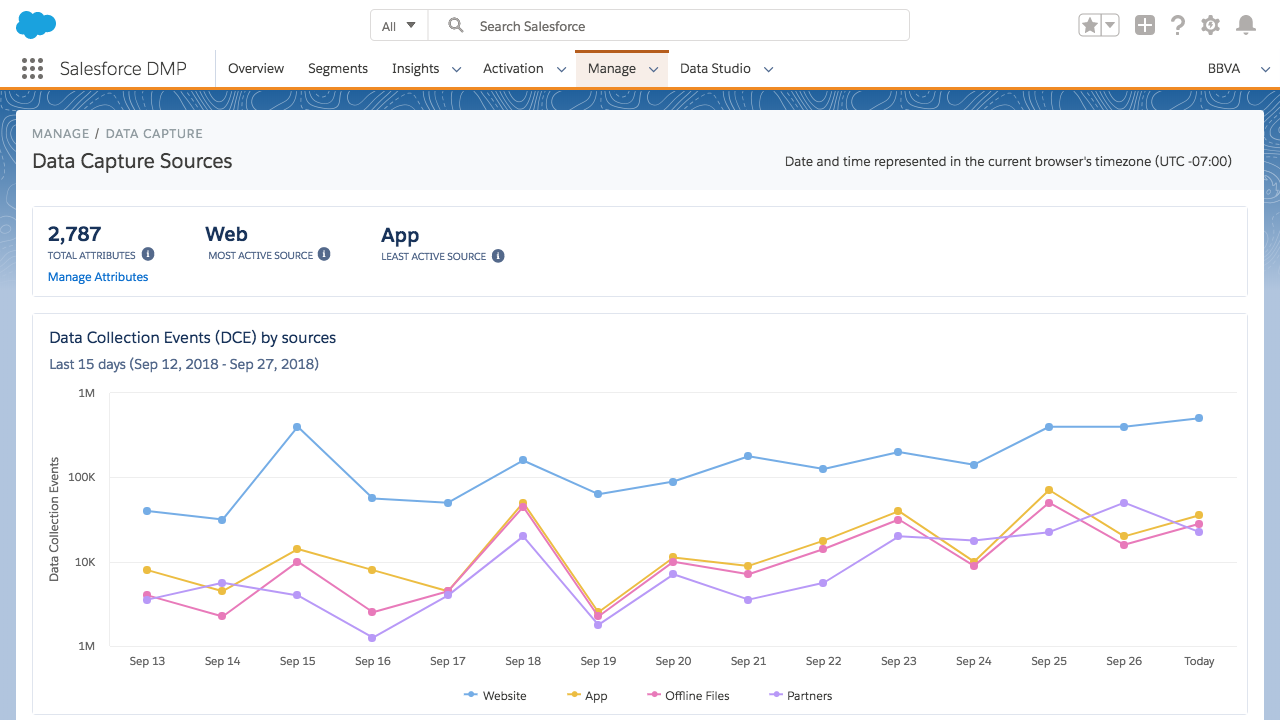 All
Search Salesforce
Salesforce DMP
Overview Segments Insights Activation Manage Data Studio BBVA
MANAGE / DATA CAPTURE
Data Capture Sources
Date and time represented in the current browser's timezone (UTC -07:00)
2,787 Web App
TOTAL ATTRIBUTES MOST ACTIVE SOURCE LEAST ACTIVE SOURCE
Manage Attributes
Data Collection Events (DCE) by sources
Last 15 days (Sep 12, 2018 - Sep 27, 2018)
Data Collection Events
1M
100K
10K
1M
Sep 13 Sep 14 Sep 15 Sep 16 Sep 17 Sep 18 Sep 19 Sep 20 Sep 21 Sep 22 Sep 23 Sep 24 Sep 25 Sep 26 Today
Website App Offline Files Partners